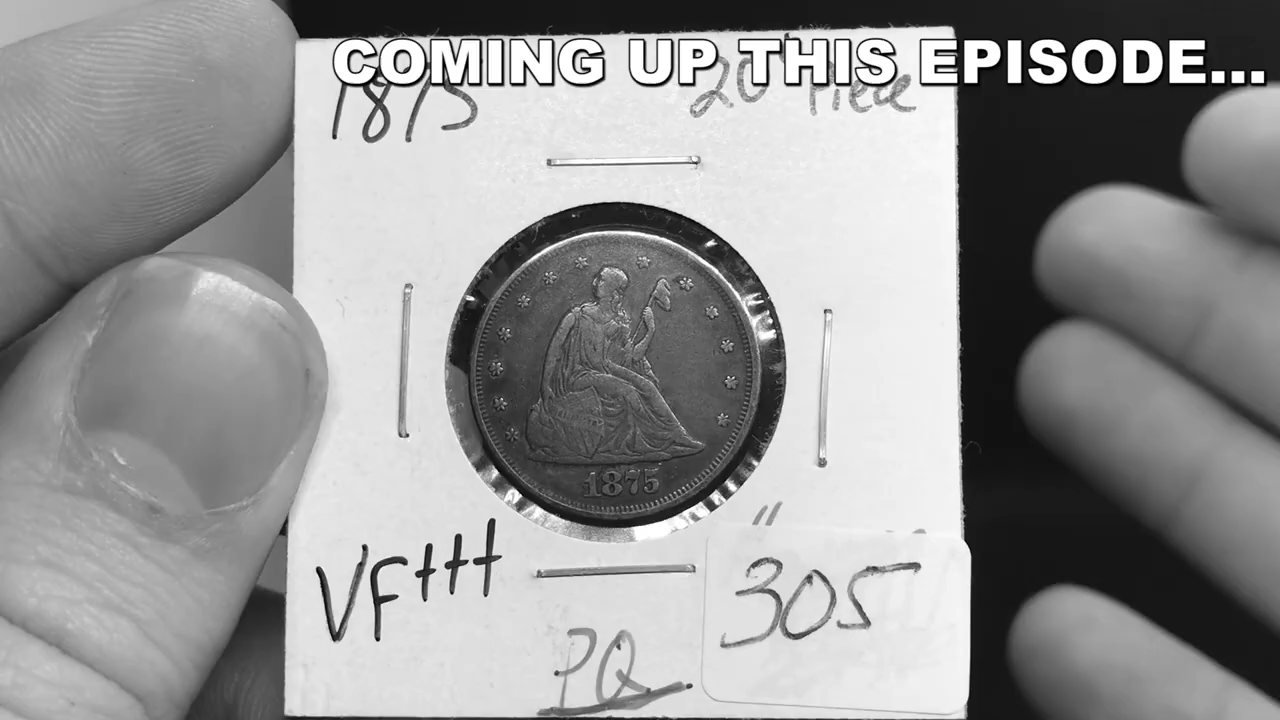 COMING UP THIS EPISODE...
1875 20¢ Piece
1875
VF+++
305
PQ